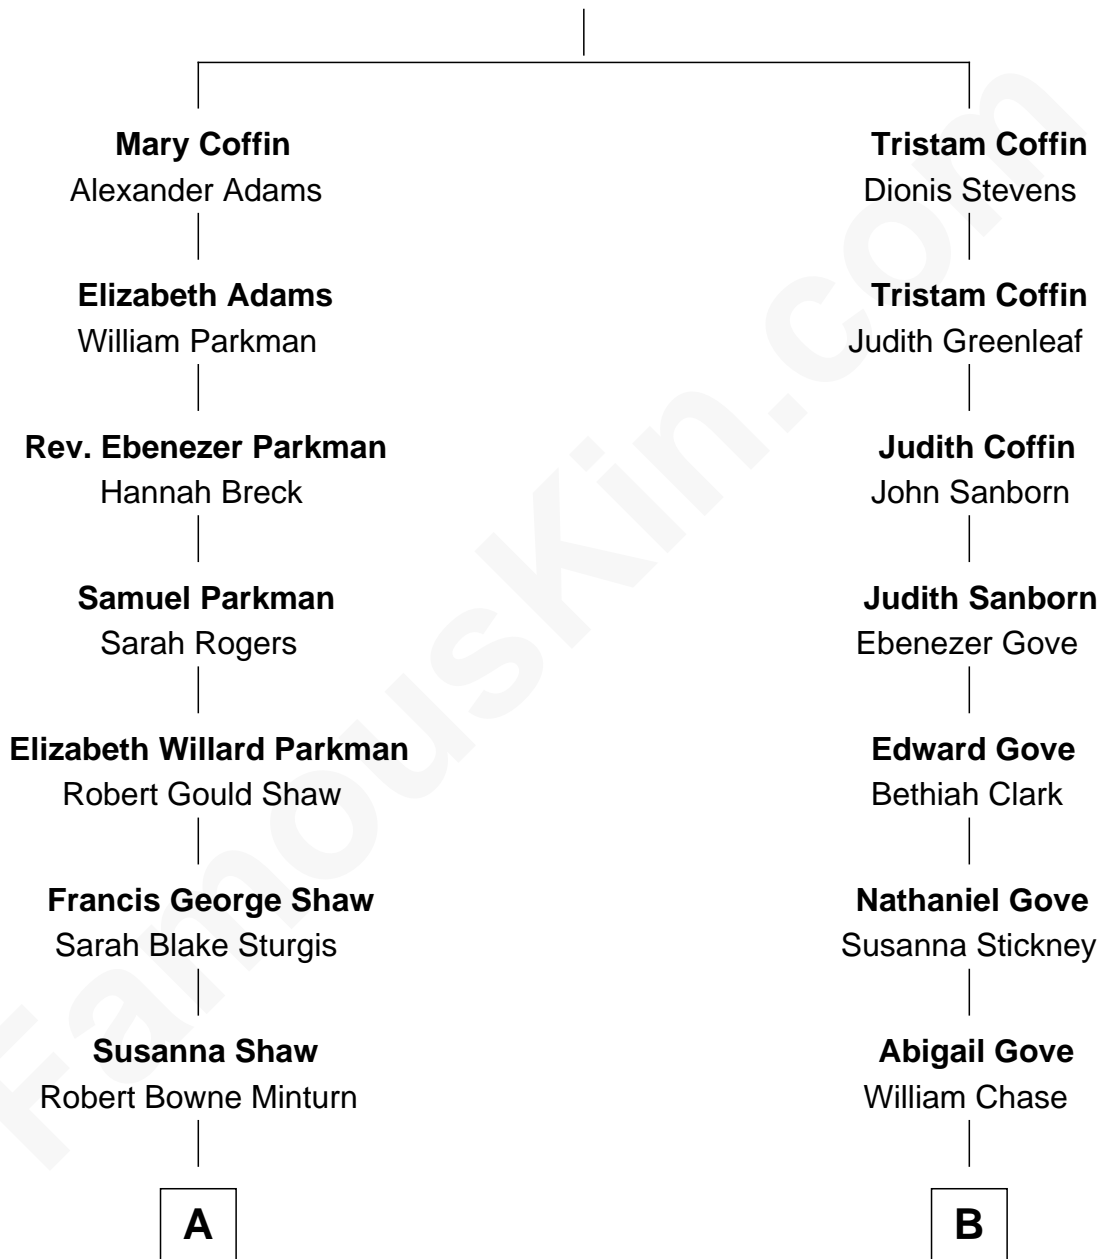 Mary Coffin
Alexander Adams
Elizabeth Adams
William Parkman
Rev. Ebenezer Parkman
Hannah Breck
Samuel Parkman
Sarah Rogers
Elizabeth Willard Parkman
Robert Gould Shaw
Francis George Shaw
Sarah Blake Sturgis
Susanna Shaw
Robert Bowne Minturn
A
Tristam Coffin
Dionis Stevens
Tristam Coffin
Judith Greenleaf
Judith Coffin
John Sanborn
Judith Sanborn
Ebenezer Gove
Edward Gove
Bethiah Clark
Nathaniel Gove
Susanna Stickney
Abigail Gove
William Chase
B
FamousKin.com